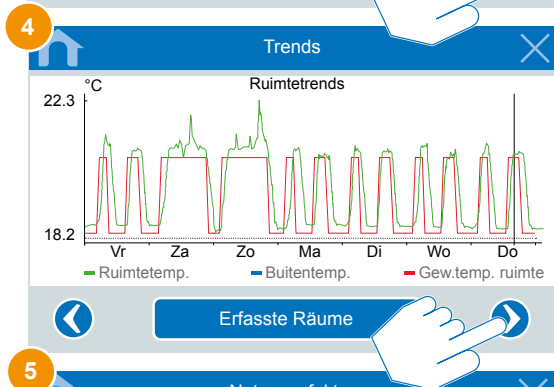 4
Trends
°C
Ruimtetrends
22.3
18.2
Vr Za Zo Ma Di Wo Do
Ruimtetemp. Buitentemp. Gew.temp. ruimte
Erfasste Räume
5